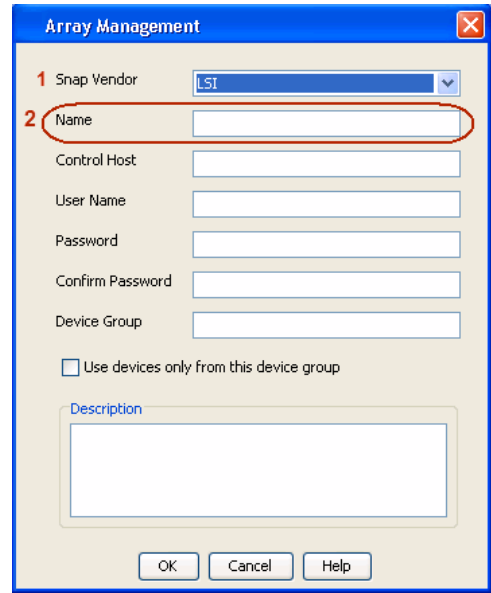 Array Management
1 Snap Vendor LSI
2 Name
Control Host
User Name
Password
Confirm Password
Device Group
Use devices only from this device group
Description
OK Cancel Help